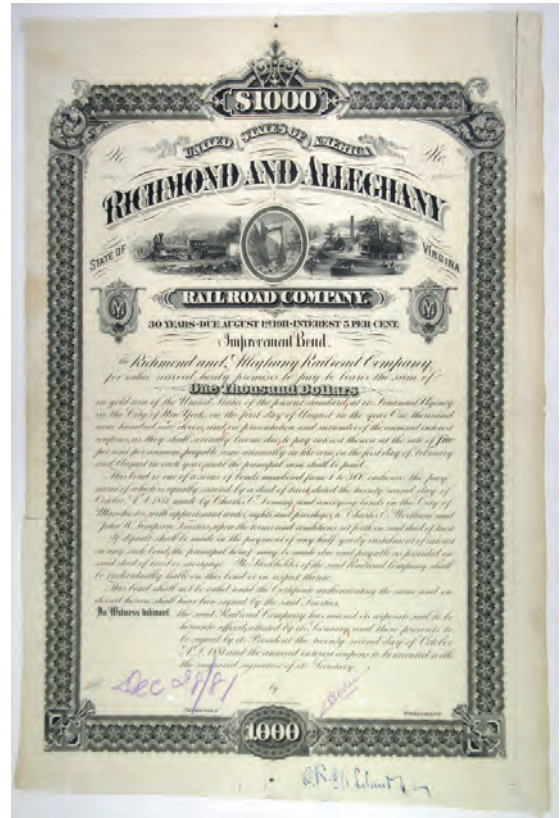 $1000
UNITED STATES OF AMERICA
No. No.
RICHMOND AND ALLEGHANY
STATE OF VIRGINIA
RAILROAD COMPANY.
30 YEARS-DUE AUGUST 1st 1911-INTEREST 5 PER CENT.
Improvement Bond.
The Richmond and Alleghany Railroad Company
for value received hereby promises to pay to bearer the sum of
One Thousand Dollars
in gold coin of the United States of the present standard, at its Financial Agency
in the City of New York, on the first day of August in the year One thousand
nine hundred and eleven, and on presentation and surrender of the annexed interest
coupons, as they shall severally become due, to pay interest thereon at the rate of five
per cent per annum payable semi annually in like coin, on the first day of February
and August in each year, until the principal sum shall be paid.
This bond is one of a series of bonds numbered from 1 to inclusive the pay
ment of which is equally secured by a deed of trust, dated the twenty second day of
October A.D. 1881 made by Charles C. Deming and conveying lands in the City of
Manchester, with appurtenant water rights and privileges, to Charles E. Wortham and
John W. Simpson Trustees, upon the terms and conditions set forth in said deed of trust
If default shall be made in the payment of any half yearly instalment of interest
on any such bond, the principal hereof may be made due and payable as provided in
said deed of trust or mortgage. No Stockholder of the said Railroad Company shall
be individually liable on this bond or in respect thereto.
This bond shall not be valid until the Certificate authenticating the same and en
dorsed hereon shall have been signed by the said Trustees.
In Witness whereof the said Railroad Company has caused its corporate seal to be
hereunto affixed, attested by its Secretary, and these presents to
be signed by its President the twenty second day of October
A.D. 1881 and the annexed interest coupons to be executed with
the engraved signature of its Secretary.
Dec 28/81
by
SECRETARY PRESIDENT
1000